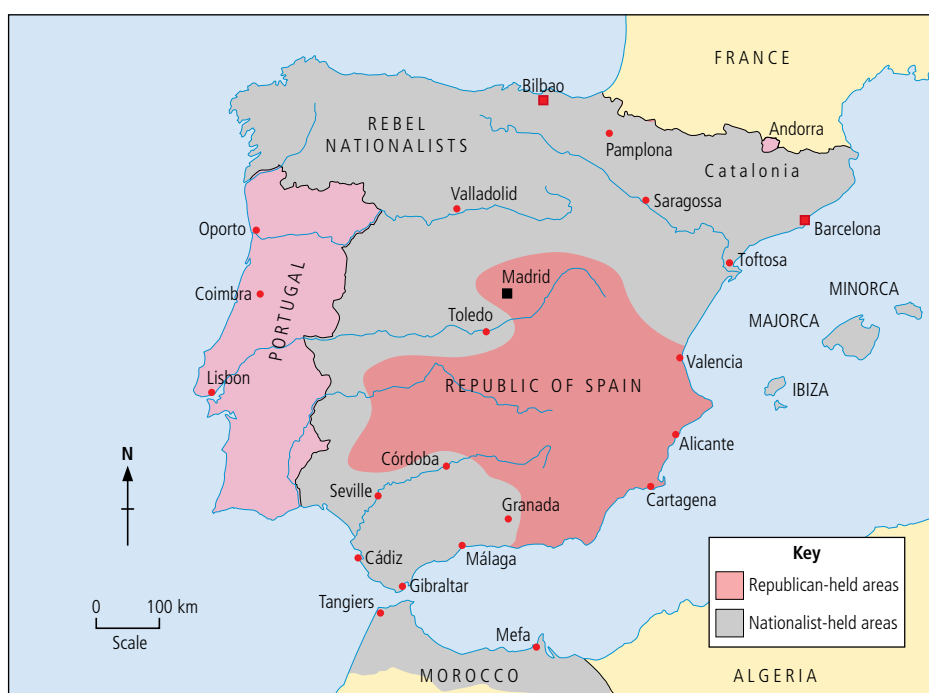 FRANCE
Bilbao
Andorra
REBEL
NATIONALISTS
Pamplona
Catalonia
Valladolid
Saragossa
Oporto
Barcelona
Toftosa
Madrid
MINORCA
Coimbra
PORTUGAL
Toledo
MAJORCA
Valencia
Lisbon
REPUBLIC OF SPAIN
IBIZA
Alicante
N
Córdoba
Seville
Cartagena
Granada
Cádiz
Málaga
Key
Republican-held areas
Nationalist-held areas
Gibraltar
Tangiers
0 100 km
Scale
Mefa
MOROCCO
ALGERIA